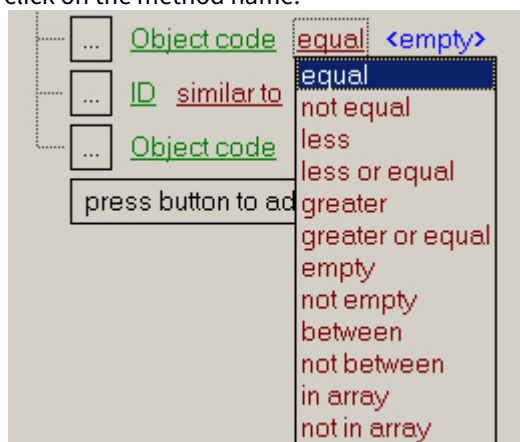 click on the method name.
... Object code equal <empty>
equal
... ID similar to
not equal
less
... Object code
less or equal
press button to ad
greater
greater or equal
empty
not empty
between
not between
in array
not in array